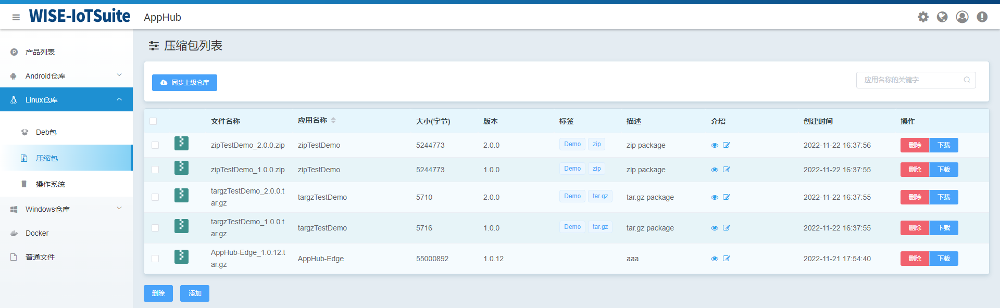 WISE-IoTSuite AppHub
产品列表
Android仓库
Linux仓库
Deb包
压缩包
操作系统
Windows仓库
Docker
普通文件
压缩包列表
同步上级仓库
应用名称的关键字
文件名称 应用名称 大小(字节) 版本 标签 描述 介绍 创建时间 操作
zipTestDemo_2.0.0.zip zipTestDemo 5244773 2.0.0 Demo zip zip package 2022-11-22 16:37:56 删除 下载
zipTestDemo_1.0.0.zip zipTestDemo 5244773 1.0.0 Demo zip zip package 2022-11-22 16:37:55 删除 下载
targzTestDemo_2.0.0.t
ar.gz targzTestDemo 5710 2.0.0 Demo tar.gz tar.gz package 2022-11-22 16:37:55 删除 下载
targzTestDemo_1.0.0.t
ar.gz targzTestDemo 5716 1.0.0 Demo tar.gz tar.gz package 2022-11-22 16:37:55 删除 下载
AppHub-Edge_1.0.12.t
ar.gz AppHub-Edge 55000892 1.0.12 aaa 2022-11-21 17:54:40 删除 下载
删除 添加